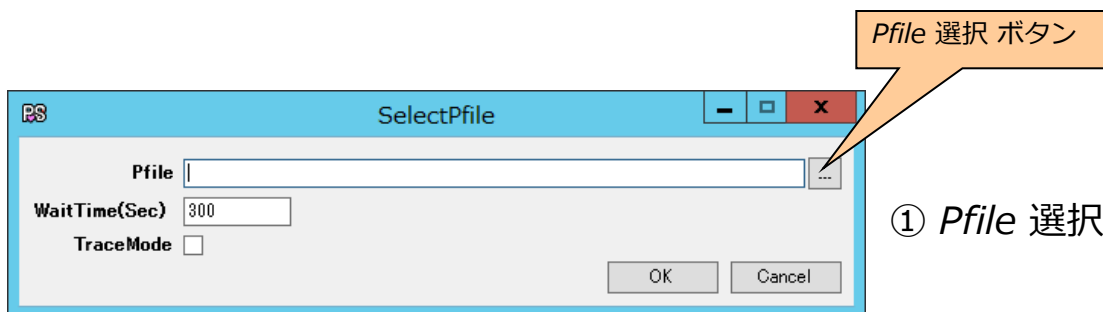 Pfile 選択 ボタン
PS
SelectPfile
Pfile
...
WaitTime(Sec) 300
TraceMode
① Pfile 選択
OK Cancel